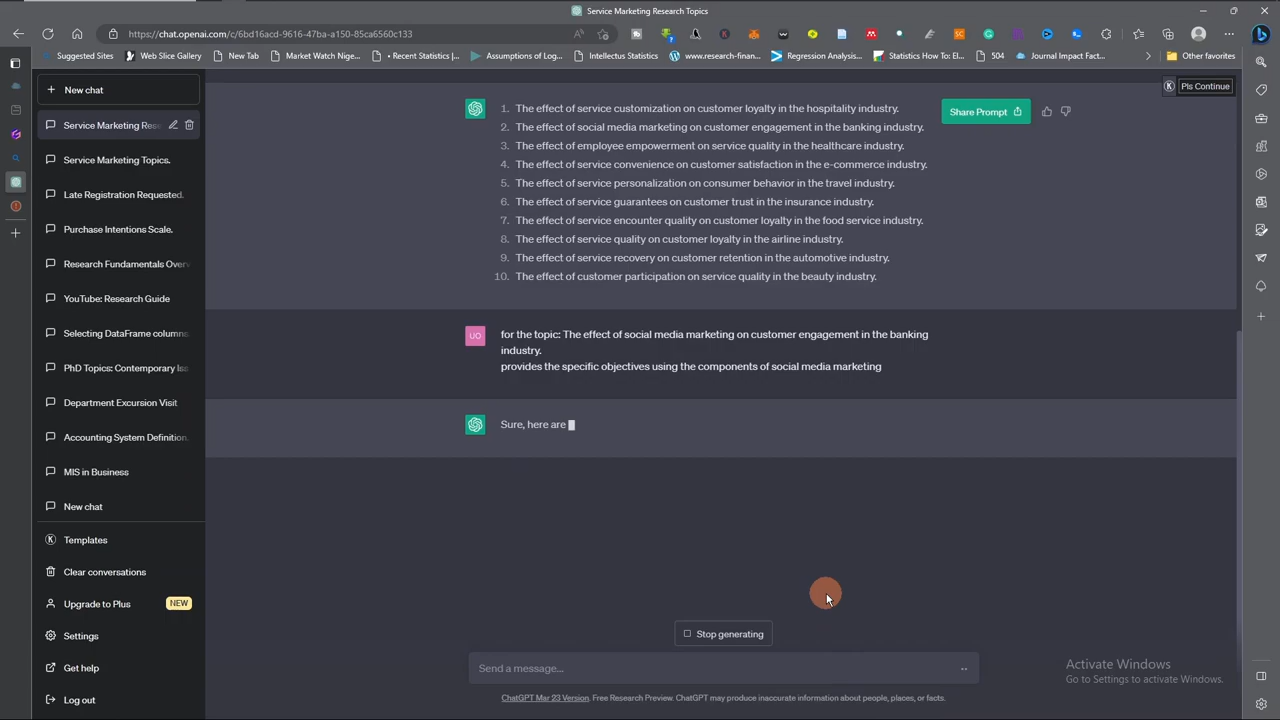 Service Marketing Research Topics
https://chat.openai.com/c/6bd16acd-9616-47ba-a150-85ca6560c133
Suggested Sites
Web Slice Gallery
New Tab
Market Watch Nige...
• Recent Statistics |...
Assumptions of Log...
Intellectus Statistics
www.research-finan...
Regression Analysis...
Statistics How To: El...
504
Journal Impact Fact...
Other favorites
New chat
Service Marketing Res
Service Marketing Topics.
Late Registration Requested.
Purchase Intentions Scale.
Research Fundamentals Over
YouTube: Research Guide
Selecting DataFrame columns
PhD Topics: Contemporary Iss
Department Excursion Visit
Accounting System Definition.
MIS in Business
New chat
Templates
Clear conversations
Upgrade to Plus NEW
Settings
Get help
Log out
K Pls Continue
Share Prompt
1. The effect of service customization on customer loyalty in the hospitality industry.
2. The effect of social media marketing on customer engagement in the banking industry.
3. The effect of employee empowerment on service quality in the healthcare industry.
4. The effect of service convenience on customer satisfaction in the e-commerce industry.
5. The effect of service personalization on consumer behavior in the travel industry.
6. The effect of service guarantees on customer trust in the insurance industry.
7. The effect of service encounter quality on customer loyalty in the food service industry.
8. The effect of service quality on customer loyalty in the airline industry.
9. The effect of service recovery on customer retention in the automotive industry.
10. The effect of customer participation on service quality in the beauty industry.
UO
for the topic: The effect of social media marketing on customer engagement in the banking
industry.
provides the specific objectives using the components of social media marketing
Sure, here are
Stop generating
Send a message...
ChatGPT Mar 23 Version. Free Research Preview. ChatGPT may produce inaccurate information about people, places, or facts.
Activate Windows
Go to Settings to activate Windows.